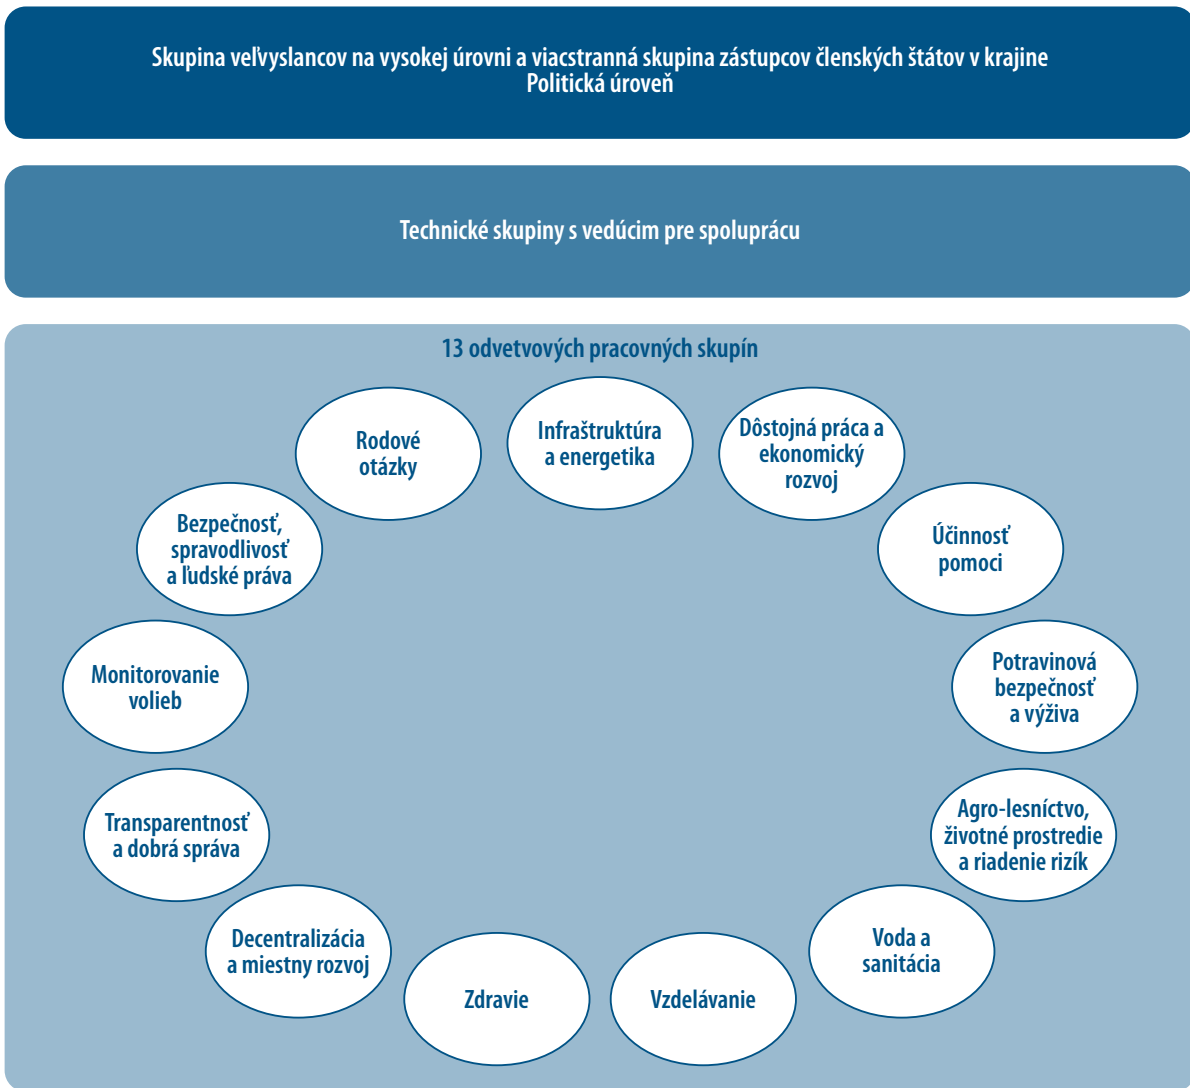 Skupina veľvyslancov na vysokej úrovni a viacstranná skupina zástupcov členských štátov v krajine
Politická úroveň
Technické skupiny s vedúcim pre spoluprácu
13 odvetvových pracovných skupín
Infraštruktúra
a energetika
Dôstojná práca a
ekonomický
rozvoj
Účinnosť
pomoci
Potravinová
bezpečnosť
a výživa
Agro-lesníctvo,
životné prostredie
a riadenie rizík
Voda a
sanitácia
Vzdelávanie
Zdravie
Decentralizácia
a miestny rozvoj
Transparentnosť
a dobrá správa
Monitorovanie
volieb
Bezpečnosť,
spravodlivosť
a ľudské práva
Rodové
otázky